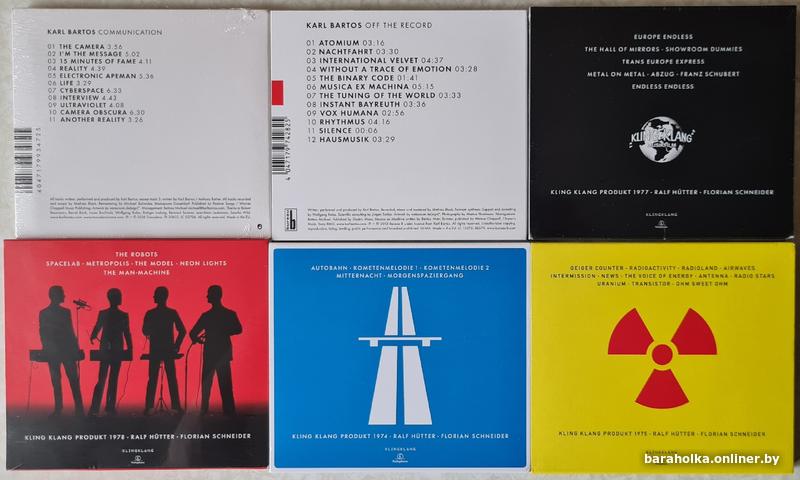 KARL BARTOS COMMUNICATION
01 THE CAMERA 3.56
02 I'M THE MESSAGE 5.02
03 15 MINUTES OF FAME 4.11
04 REALITY 4.39
05 ELECTRONIC APEMAN 5.36
06 LIFE 3.29
07 CYBERSPACE 6.33
08 INTERVIEW 4.43
09 ULTRAVIOLET 4.08
10 CAMERA OBSCURA 6.30
11 ANOTHER REALITY 3.26
4047179934725
KARL BARTOS OFF THE RECORD
01 ATOMIUM 03:16
02 NACHTFAHRT 03:30
03 INTERNATIONAL VELVET 04:37
04 WITHOUT A TRACE OF EMOTION 03:28
05 THE BINARY CODE 01:41
06 MUSICA EX MACHINA 05:15
07 THE TUNING OF THE WORLD 03:33
08 INSTANT BAYREUTH 03:36
09 VOX HUMANA 02:56
10 RHYTHMUS 04:16
11 SILENCE 00:06
12 HAUSMUSIK 03:29
4 047179 742825
EUROPE ENDLESS
THE HALL OF MIRRORS · SHOWROOM DUMMIES
TRANS EUROPE EXPRESS
METAL ON METAL · ABZUG · FRANZ SCHUBERT
ENDLESS ENDLESS
"KLINGKLANG"
MUSIKFILM
KLING KLANG PRODUKT 1977 · RALF HÜTTER · FLORIAN SCHNEIDER
KLINGKLANG
THE ROBOTS
SPACELAB · METROPOLIS · THE MODEL · NEON LIGHTS
THE MAN·MACHINE
KLING KLANG PRODUKT 1978 · RALF HÜTTER · FLORIAN SCHNEIDER
KLINGKLANG
AUTOBAHN · KOMETENMELODIE 1 · KOMETENMELODIE 2
MITTERNACHT · MORGENSPAZIERGANG
KLING KLANG PRODUKT 1974 · RALF HÜTTER · FLORIAN SCHNEIDER
KLINGKLANG
GEIGER COUNTER · RADIOACTIVITY · RADIOLAND · AIRWAVES
INTERMISSION · NEWS · THE VOICE OF ENERGY · ANTENNA · RADIO STARS
URANIUM · TRANSISTOR · OHM SWEET OHM
KLING KLANG PRODUKT 1975 · RALF HÜTTER · FLORIAN SCHNEIDER
baraholka.onliner.by